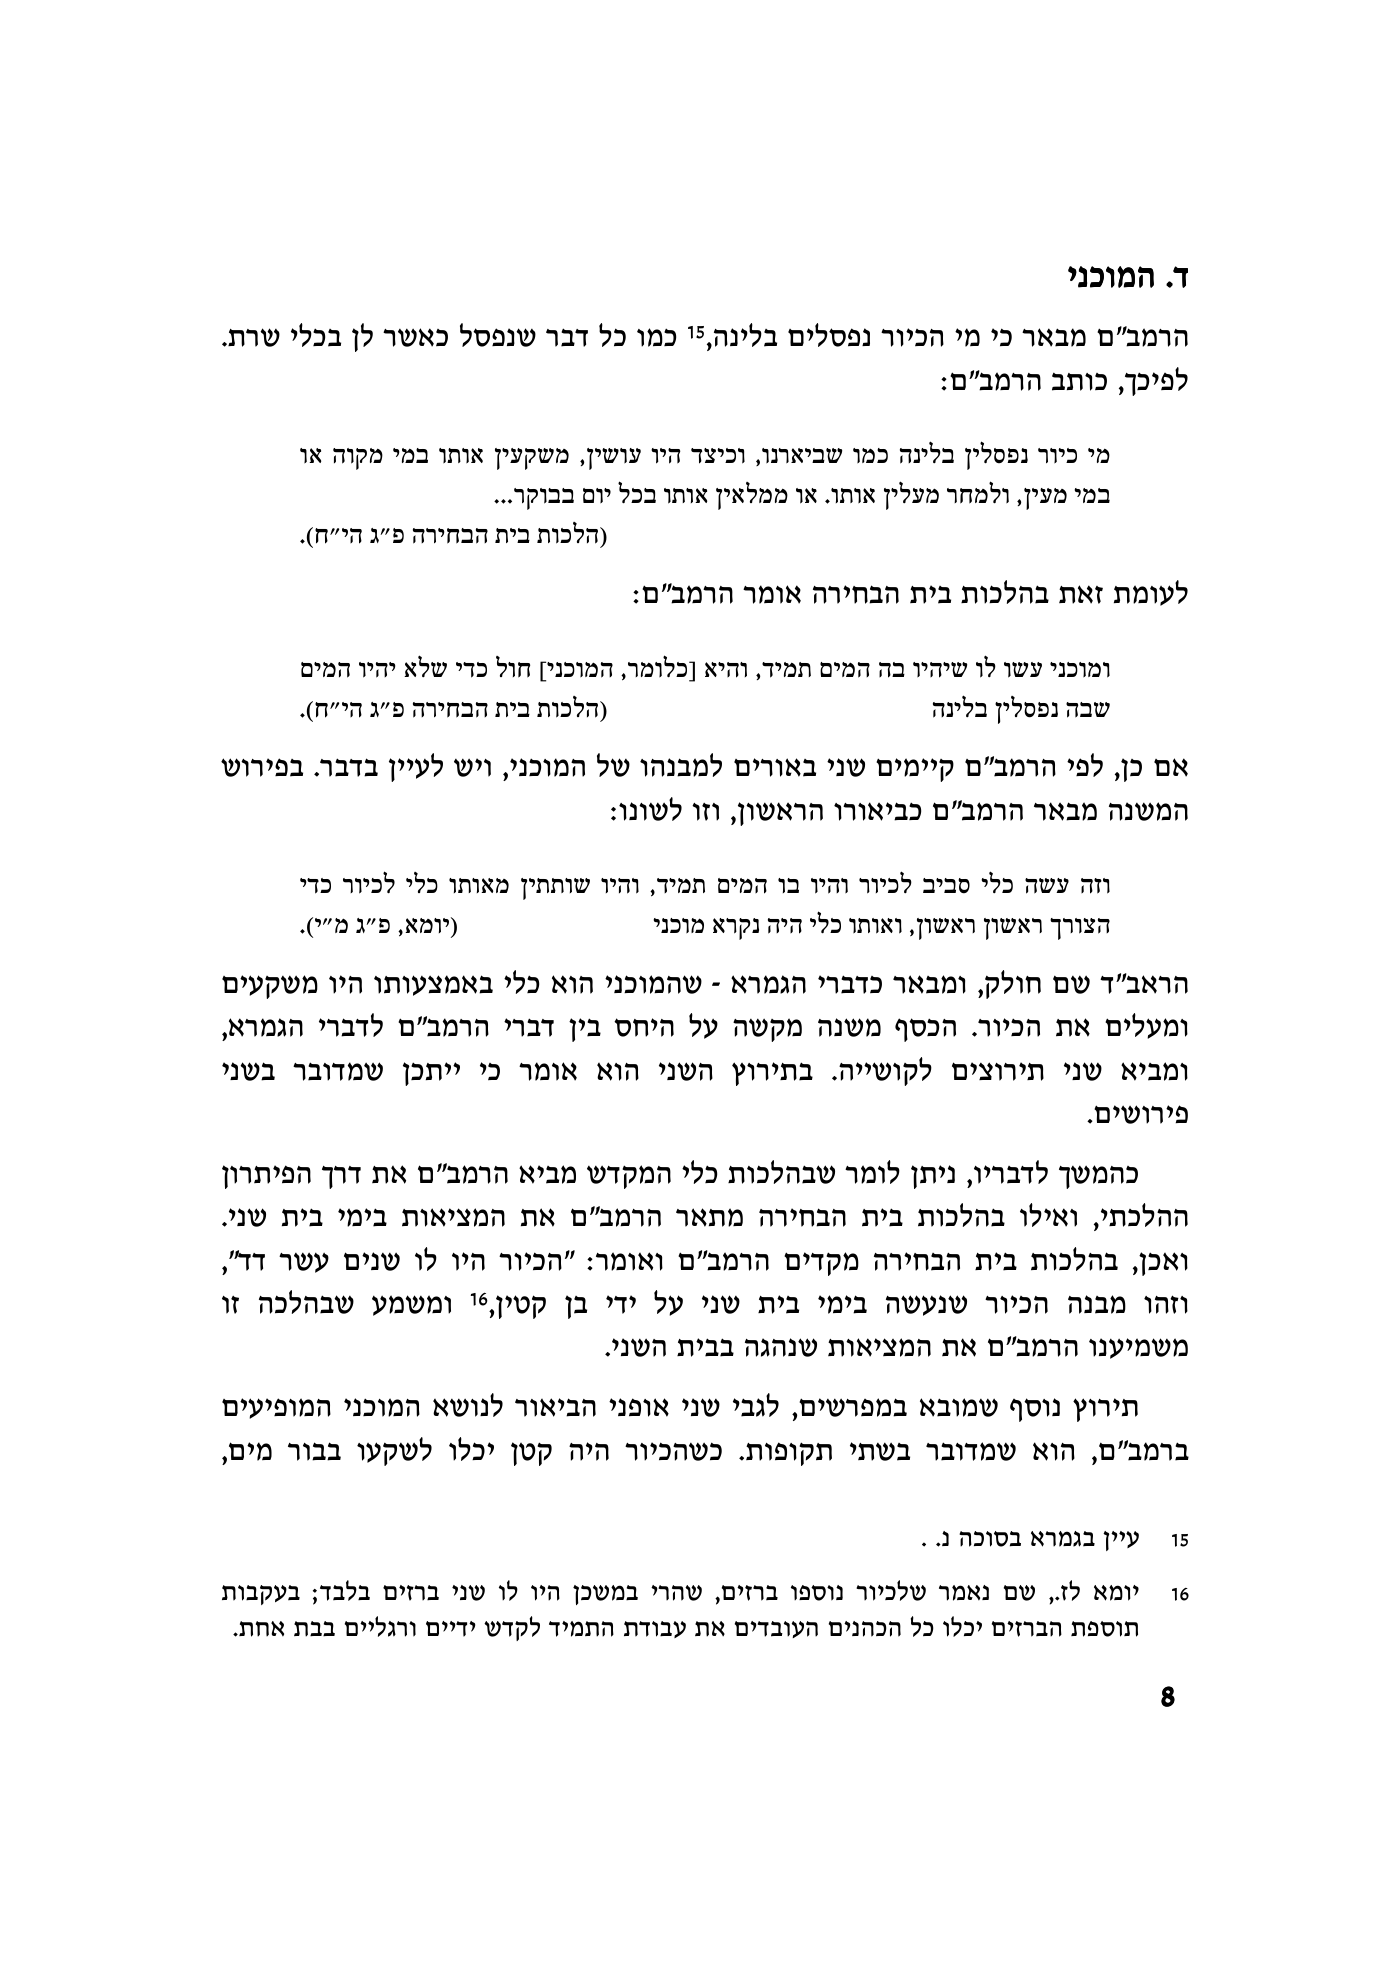 ד. המוכני
הרמב"ם מבאר כי מי הכיור נפסלים בלינה,15 כמו כל דבר שנפסל כאשר לן בכלי שרת.
לפיכך, כותב הרמב"ם:
מי כיור נפסלין בלינה כמו שביארנו, וכיצד היו עושין, משקעין אותו במי מקוה או
במי מעין, ולמחר מעלין אותו. או ממלאין אותו בכל יום בבוקר...
(הלכות בית הבחירה פ"ג הי"ח).
לעומת זאת בהלכות בית הבחירה אומר הרמב"ם:
ומוכני עשו לו שיהיו בה המים תמיד, והיא [כלומר, המוכני] חול כדי שלא יהיו המים
שבה נפסלין בלינה (הלכות בית הבחירה פ"ג הי"ח).
אם כן, לפי הרמב"ם קיימים שני באורים למבנהו של המוכני, ויש לעיין בדבר. בפירוש
המשנה מבאר הרמב"ם כביאורו הראשון, וזו לשונו:
וזה עשה כלי סביב לכיור והיו בו המים תמיד, והיו שותתין מאותו כלי לכיור כדי
הצורך ראשון ראשון, ואותו כלי היה נקרא מוכני (יומא, פ"ג מ"י).
הראב"ד שם חולק, ומבאר כדברי הגמרא - שהמוכני הוא כלי באמצעותו היו משקעים
ומעלים את הכיור. הכסף משנה מקשה על היחס בין דברי הרמב"ם לדברי הגמרא,
ומביא שני תירוצים לקושייה. בתירוץ השני הוא אומר כי ייתכן שמדובר בשני
פירושים.
כהמשך לדבריו, ניתן לומר שבהלכות כלי המקדש מביא הרמב"ם את דרך הפיתרון
ההלכתי, ואילו בהלכות בית הבחירה מתאר הרמב"ם את המציאות בימי בית שני.
ואכן, בהלכות בית הבחירה מקדים הרמב"ם ואומר: "הכיור היו לו שנים עשר דד",
וזהו מבנה הכיור שנעשה בימי בית שני על ידי בן קטין,16 ומשמע שבהלכה זו
משמיענו הרמב"ם את המציאות שנהגה בבית השני.
תירוץ נוסף שמובא במפרשים, לגבי שני אופני הביאור לנושא המוכני המופיעים
ברמב"ם, הוא שמדובר בשתי תקופות. כשהכיור היה קטן יכלו לשקעו בבור מים,
15 עיין בגמרא בסוכה נ. .
16 יומא לז., שם נאמר שלכיור נוספו ברזים, שהרי במשכן היו לו שני ברזים בלבד; בעקבות
תוספת הברזים יכלו כל הכהנים העובדים את עבודת התמיד לקדש ידיים ורגליים בבת אחת.
8